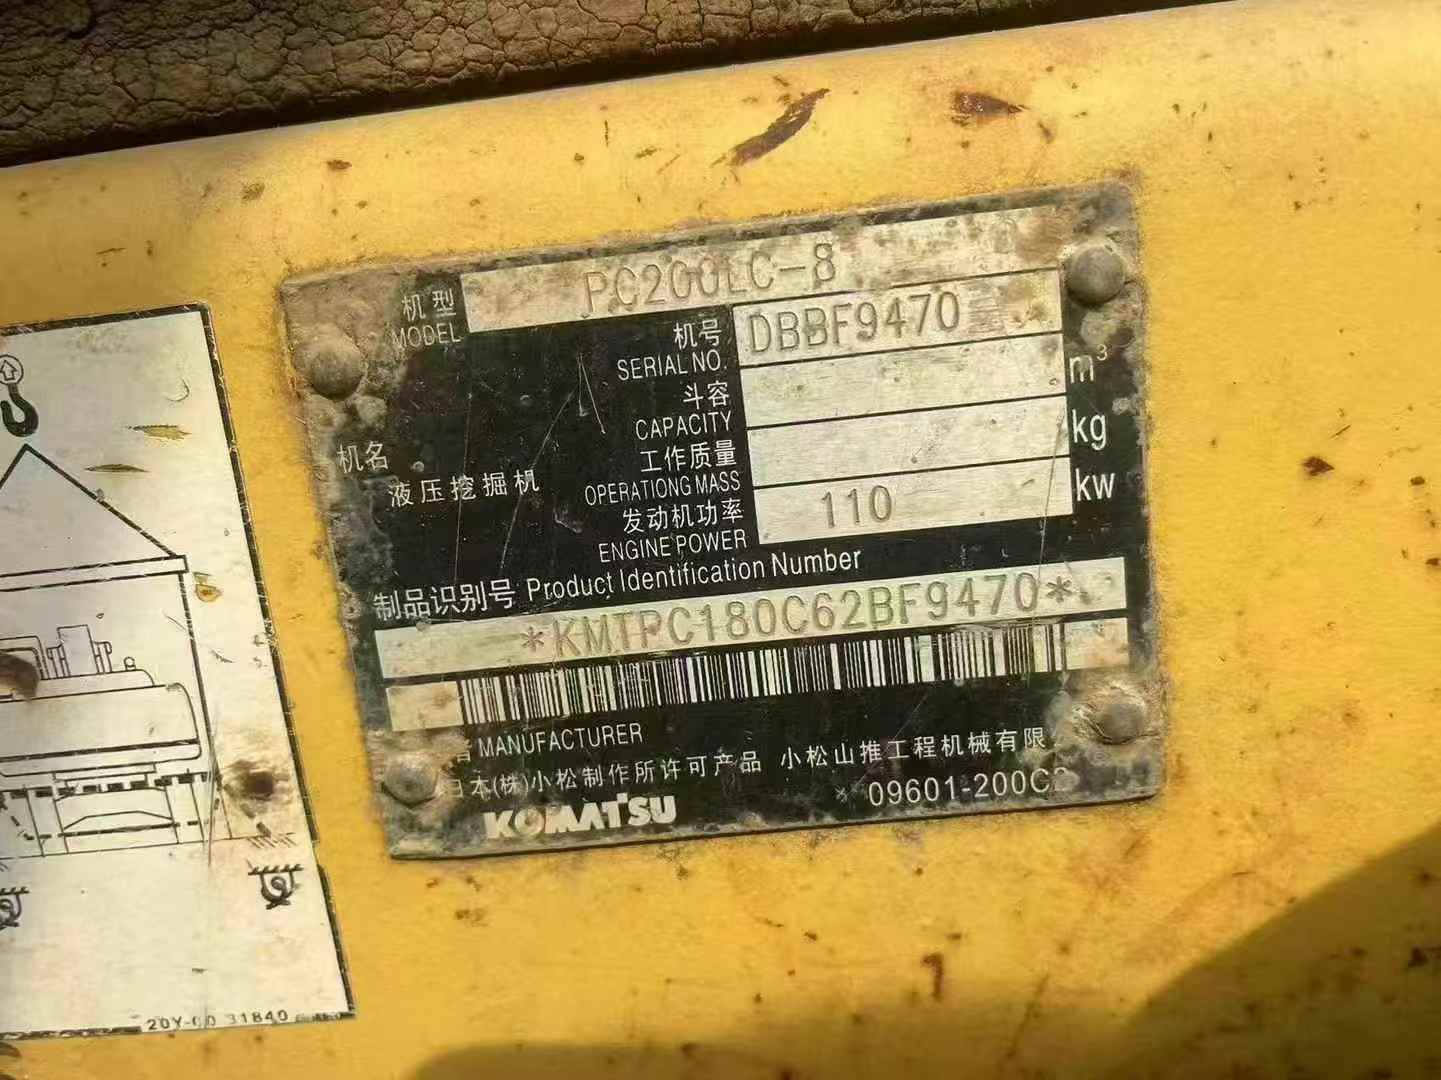 机型 PC200LC-8
MODEL
机号 DBBF9470
SERIAL NO.
斗容 m³
CAPACITY
机名
液压挖掘机
工作质量 kg
OPERATIONG MASS
发动机功率 110 kw
ENGINE POWER
制品识别号 Product Identification Number
*KMTPC180C62BF9470*
MANUFACTURER
日本(株)小松制作所许可产品 小松山推工程机械有限
KOMATSU
09601-200C
20Y-00 31840